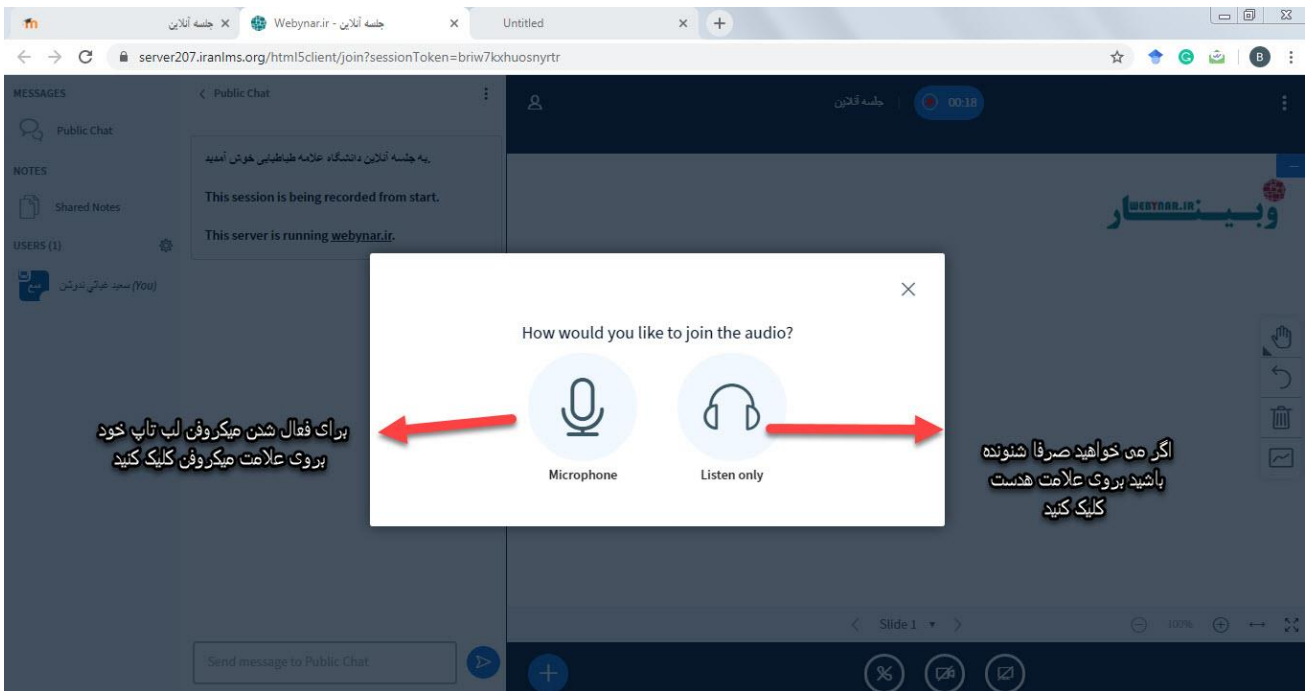 جلسه آنلاین
جلسه آنلاین - Webynar.ir
Untitled
server207.iranlms.org/html5client/join?sessionToken=briw7kxhuosnyrtr
B
MESSAGES
Public Chat
NOTES
Shared Notes
USERS (1)
(You)
Public Chat
به جلسه آنلاین دانشگاه علامه طباطبایی خوش آمدید.
This session is being recorded from start.
This server is running webynar.ir.
جلسه آنلاین
00:18
WEBYNAR.IR
وبینار
How would you like to join the audio?
Microphone
Listen only
برای فعال شدن میکروفن لب تاپ خود
بروی علامت میکروفن کلیک کنید
اگر می خواهید صرفا شنونده
باشید بروی علامت هدست
کلیک کنید
Slide 1
100%
Send message to Public Chat